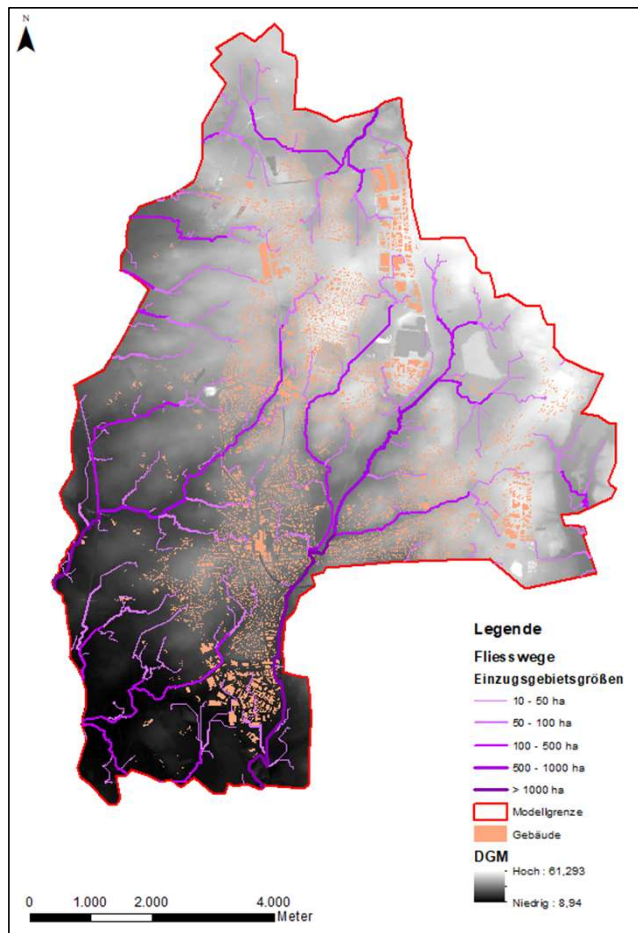 N
Legende
Fliesswege
Einzugsgebietsgrößen
10 - 50 ha
50 - 100 ha
100 - 500 ha
500 - 1000 ha
> 1000 ha
Modellgrenze
Gebäude
DGM
Hoch : 61,293
Niedrig : 8,94
0 1.000 2.000 4.000
Meter